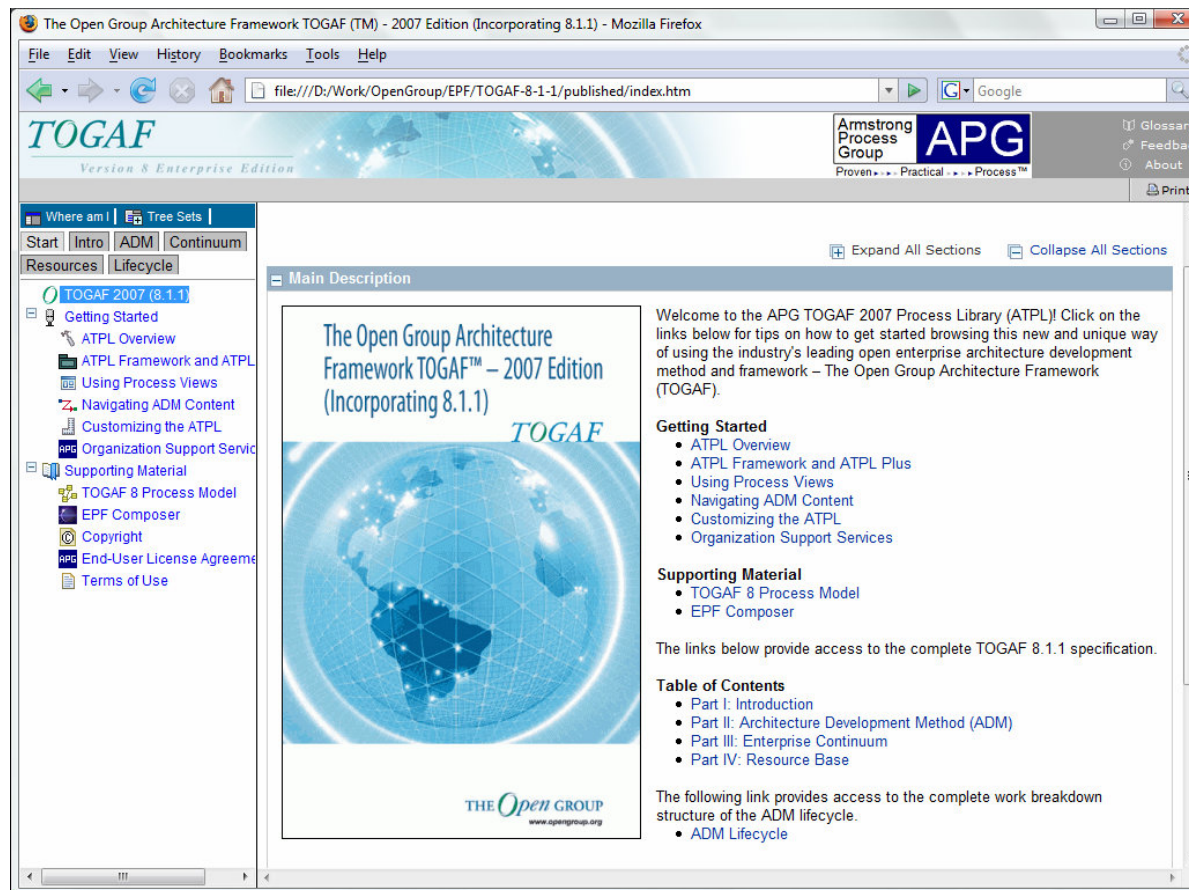 The Open Group Architecture Framework TOGAF (TM) - 2007 Edition (Incorporating 8.1.1) - Mozilla Firefox
File Edit View History Bookmarks Tools Help
file:///D:/Work/OpenGroup/EPF/TOGAF-8-1-1/published/index.htm
G Google
TOGAF
Version 8 Enterprise Edition
Armstrong
Process
Group
APG
Proven Practical Process™
Glossar
Feedba
About
Print
Where am I Tree Sets
Start Intro ADM Continuum
Resources Lifecycle
TOGAF 2007 (8.1.1)
Getting Started
ATPL Overview
ATPL Framework and ATPL
Using Process Views
Navigating ADM Content
Customizing the ATPL
APG Organization Support Servic
Supporting Material
TOGAF 8 Process Model
EPF Composer
© Copyright
APG End-User License Agreeme
Terms of Use
Expand All Sections Collapse All Sections
Main Description
The Open Group Architecture
Framework TOGAF™ – 2007 Edition
(Incorporating 8.1.1)
TOGAF
THE Open GROUP
www.opengroup.org
Welcome to the APG TOGAF 2007 Process Library (ATPL)! Click on the
links below for tips on how to get started browsing this new and unique way
of using the industry's leading open enterprise architecture development
method and framework – The Open Group Architecture Framework
(TOGAF).
Getting Started
• ATPL Overview
• ATPL Framework and ATPL Plus
• Using Process Views
• Navigating ADM Content
• Customizing the ATPL
• Organization Support Services
Supporting Material
• TOGAF 8 Process Model
• EPF Composer
The links below provide access to the complete TOGAF 8.1.1 specification.
Table of Contents
• Part I: Introduction
• Part II: Architecture Development Method (ADM)
• Part III: Enterprise Continuum
• Part IV: Resource Base
The following link provides access to the complete work breakdown
structure of the ADM lifecycle.
• ADM Lifecycle